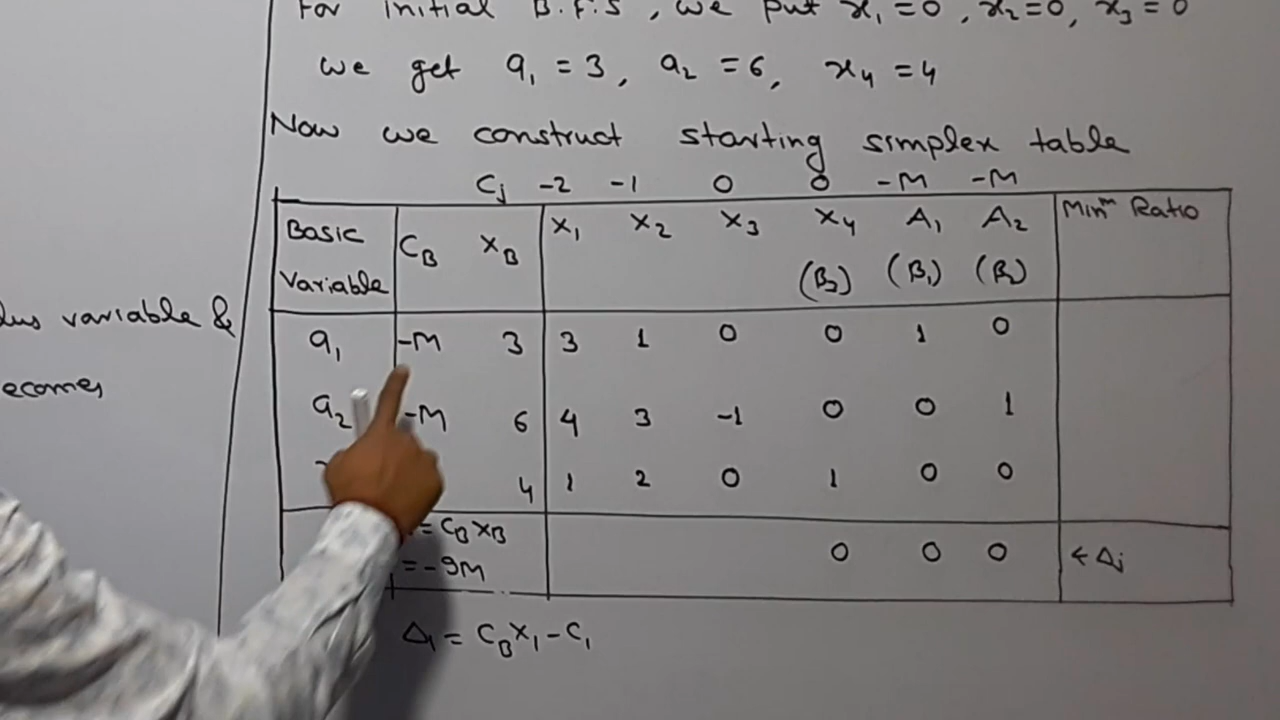 For initial B.F.S, we put x₁=0, x₂=0, x₃=0
we get a₁ = 3, a₂ = 6, x₄ = 4
Now we construct starting simplex table
Cj -2 -1 0 0 -M -M
Basic Variable CB XB X₁ X₂ X₃ X₄ A₁ A₂ Minᵐ Ratio
(B₃) (B₁) (B₂)
a₁ -M 3 3 1 0 0 1 0
a₂ -M 6 4 3 -1 0 0 1
4 1 2 0 1 0 0
= CB XB
= -9M 0 0 0 ← Δj
Δ₁ = CB X₁ - C₁
variable &
ecomes